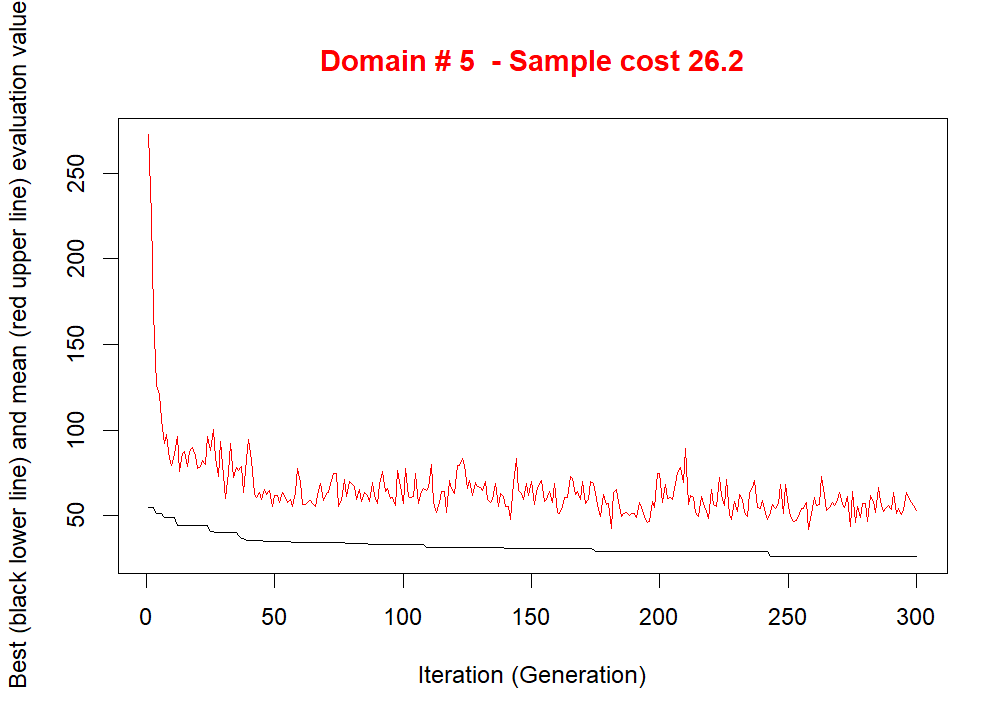 Domain # 5  - Sample cost 26.2
Best (black lower line) and mean (red upper line) evaluation value
250
200
150
100
50
0 50 100 150 200 250 300
Iteration (Generation)